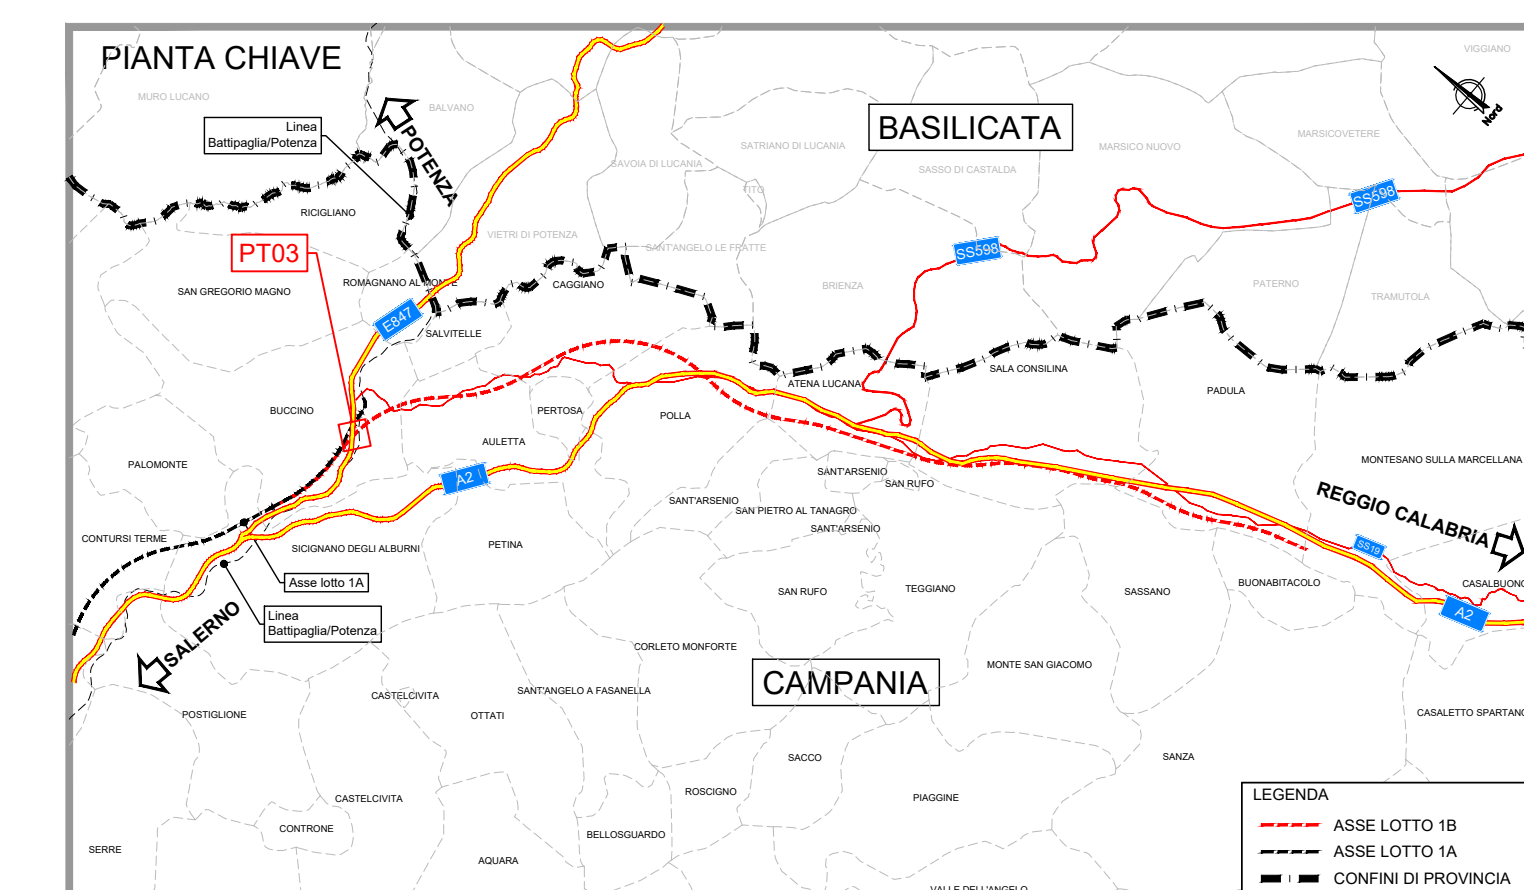 PIANTA CHIAVE
VIGGIANO
MURO LUCANO
BALVANO
Linea
Battipaglia/Potenza
POTENZA
BASILICATA
Nord
SATRIANO DI LUCANIA
MARSICO NUOVO
MARSICOVETERE
SAVOIA DI LUCANIA
SASSO DI CASTALDA
TITO
SS598
RICIGLIANO
VIETRI DI POTENZA
SANT'ANGELO LE FRATTE
SS598
PT03
SAN GREGORIO MAGNO
ROMAGNANO AL MONTE
CAGGIANO
BRIENZA
PATERNO
TRAMUTOLA
E847
SALVITELLE
SALA CONSILINA
ATENA LUCANA
PADULA
BUCCINO
PERTOSA
POLLA
AULETTA
PALOMONTE
MONTESANO SULLA MARCELLANA
A2
SANT'ARSENIO
SAN RUFO
SANT'ARSENIO
SAN PIETRO AL TANAGRO
SANT'ARSENIO
REGGIO CALABRIA
CONTURSI TERME
SICIGNANO DEGLI ALBURNI
PETINA
SS19
Asse lotto 1A
SAN RUFO
TEGGIANO
SASSANO
BUONABITACOLO
CASALBUONO
A2
Linea
Battipaglia/Potenza
SALERNO
CORLETO MONFORTE
MONTE SAN GIACOMO
CAMPANIA
CASTELCIVITA
SANT'ANGELO A FASANELLA
POSTIGLIONE
OTTATI
CASALETTO SPARTANO
SACCO
SANZA
ROSCIGNO
PIAGGINE
CASTELCIVITA
CONTRONE
BELLOSGUARDO
SERRE
AQUARA
VALLE DELL'ANGELO
LEGENDA
ASSE LOTTO 1B
ASSE LOTTO 1A
CONFINI DI PROVINCIA